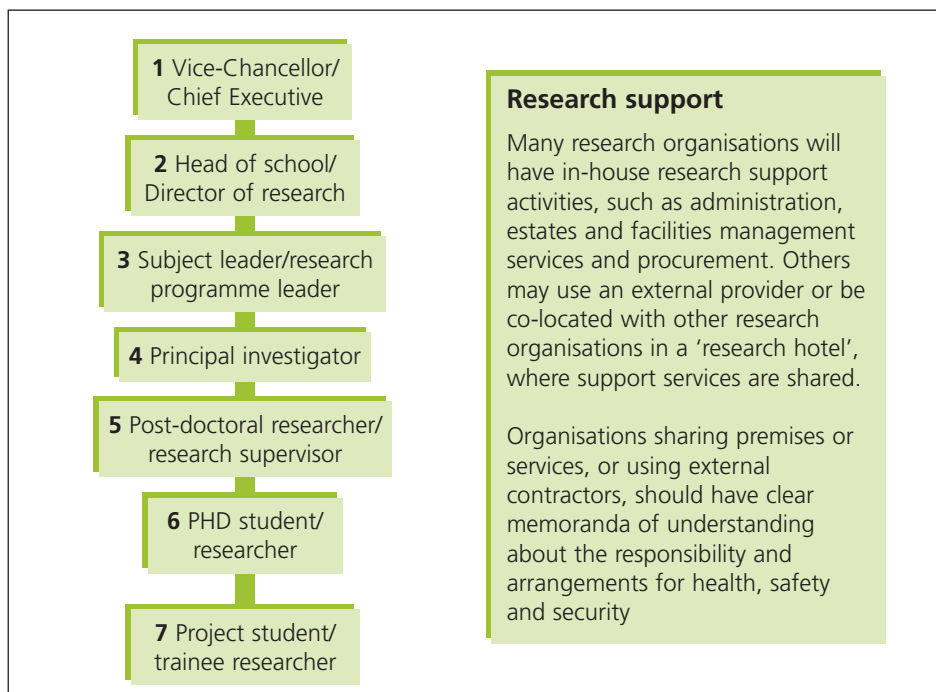 1 Vice-Chancellor/
Chief Executive
2 Head of school/
Director of research
3 Subject leader/research
programme leader
4 Principal investigator
5 Post-doctoral researcher/
research supervisor
6 PHD student/
researcher
7 Project student/
trainee researcher
Research support
Many research organisations will
have in-house research support
activities, such as administration,
estates and facilities management
services and procurement. Others
may use an external provider or be
co-located with other research
organisations in a ‘research hotel’,
where support services are shared.
Organisations sharing premises or
services, or using external
contractors, should have clear
memoranda of understanding
about the responsibility and
arrangements for health, safety
and security